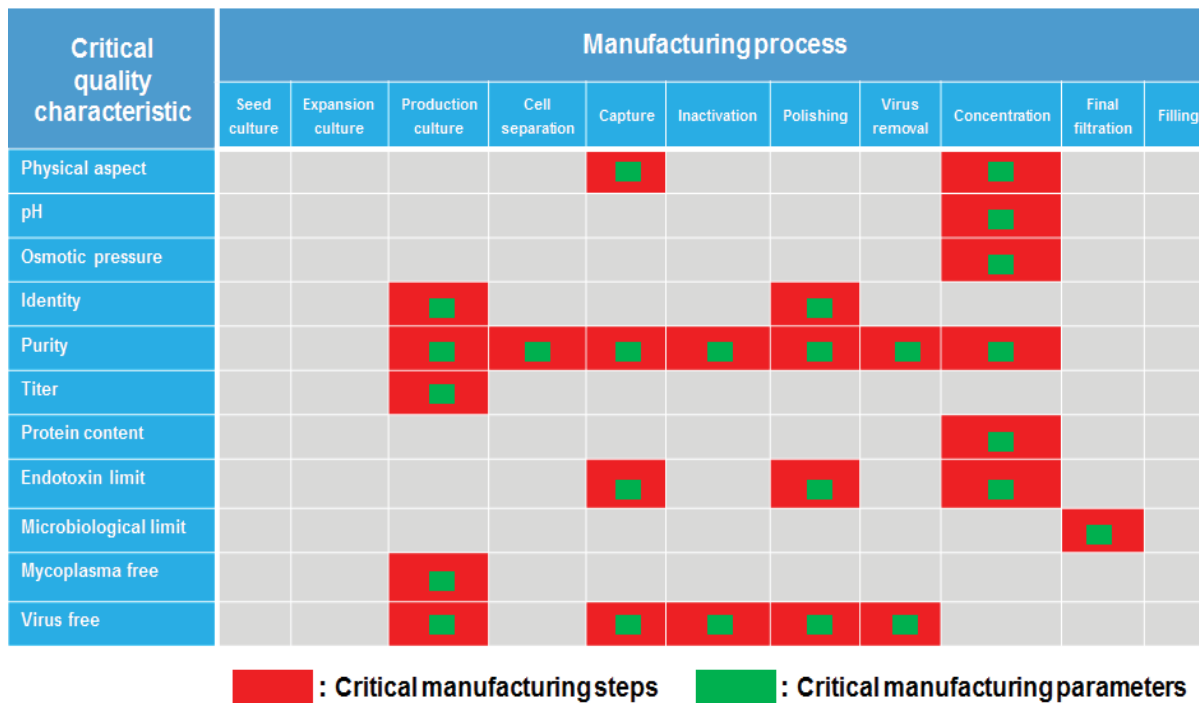 Critical
quality
characteristic
Manufacturing process
Seed
culture
Expansion
culture
Production
culture
Cell
separation
Capture
Inactivation
Polishing
Virus
removal
Concentration
Final
filtration
Filling
Physical aspect
pH
Osmotic pressure
Identity
Purity
Titer
Protein content
Endotoxin limit
Microbiological limit
Mycoplasma free
Virus free
: Critical manufacturing steps
: Critical manufacturing parameters